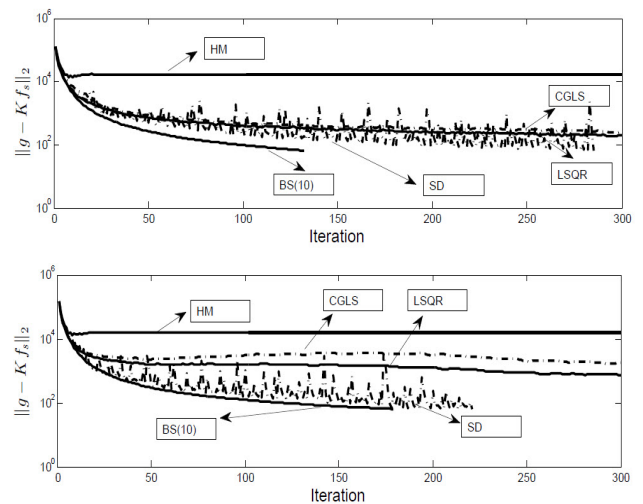 10^6
10^4
10^2
10^0
||g − K f_s||_2
HM
CGLS
BS(10)
SD
LSQR
0 50 100 150 200 250 300
Iteration
10^6
10^4
10^2
10^0
||g − K f_s||_2
CGLS
LSQR
HM
BS(10)
SD
0 50 100 150 200 250 300
Iteration